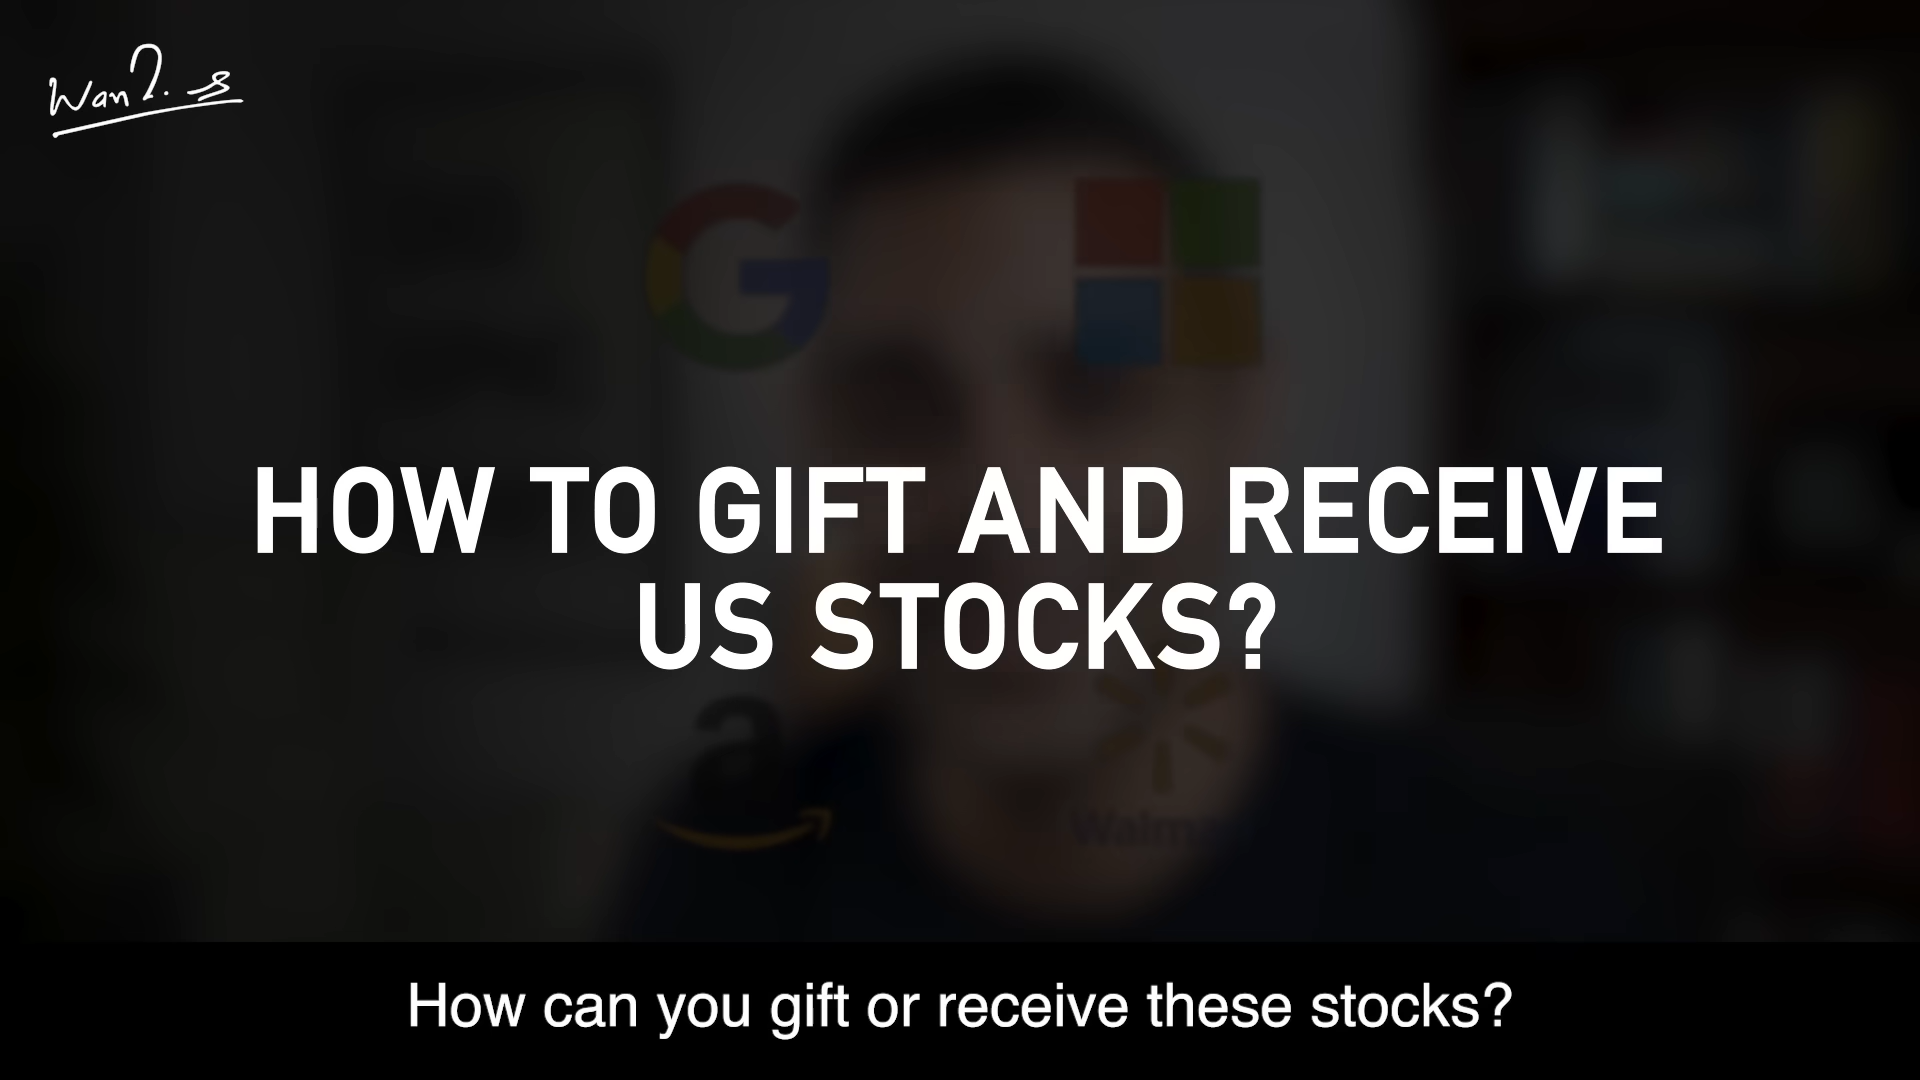 HOW TO GIFT AND RECEIVE
US STOCKS?
How can you gift or receive these stocks?